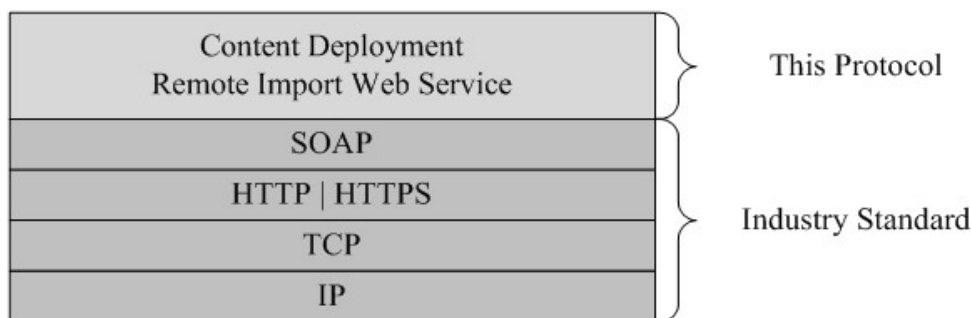 Content Deployment
Remote Import Web Service
This Protocol
SOAP
HTTP | HTTPS
TCP
IP
Industry Standard